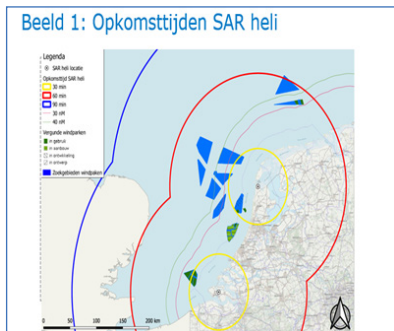 Beeld 1: Opkomsttijden SAR heli
Legenda
SAR heli locatie
Opkomsttijd SAR heli
30 min
60 min
90 min
30 nM
40 nM
Vergunde windparken
in gebruik
in aanbouw
in ontwikkeling
in ontwerp
Zoekgebieden windparken
0 50 100 150 200 km